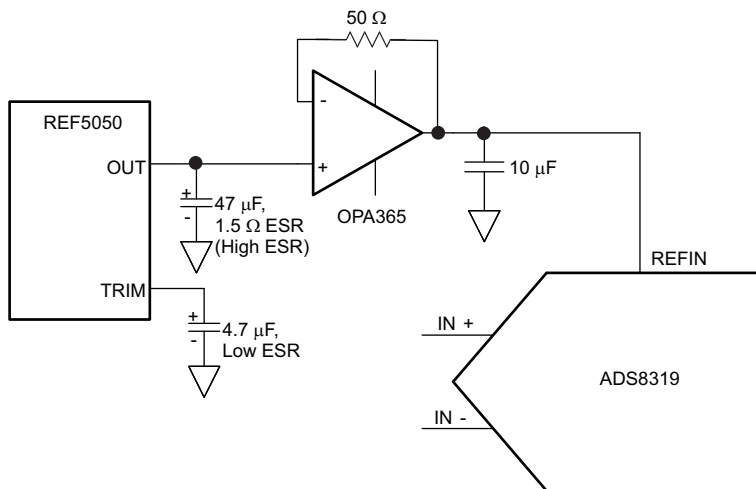 50 Ω
REF5050
-
OUT
+
+
-
47 μF,
1.5 Ω ESR
(High ESR)
OPA365
10 μF
REFIN
TRIM
+
-
4.7 μF,
Low ESR
IN +
ADS8319
IN -